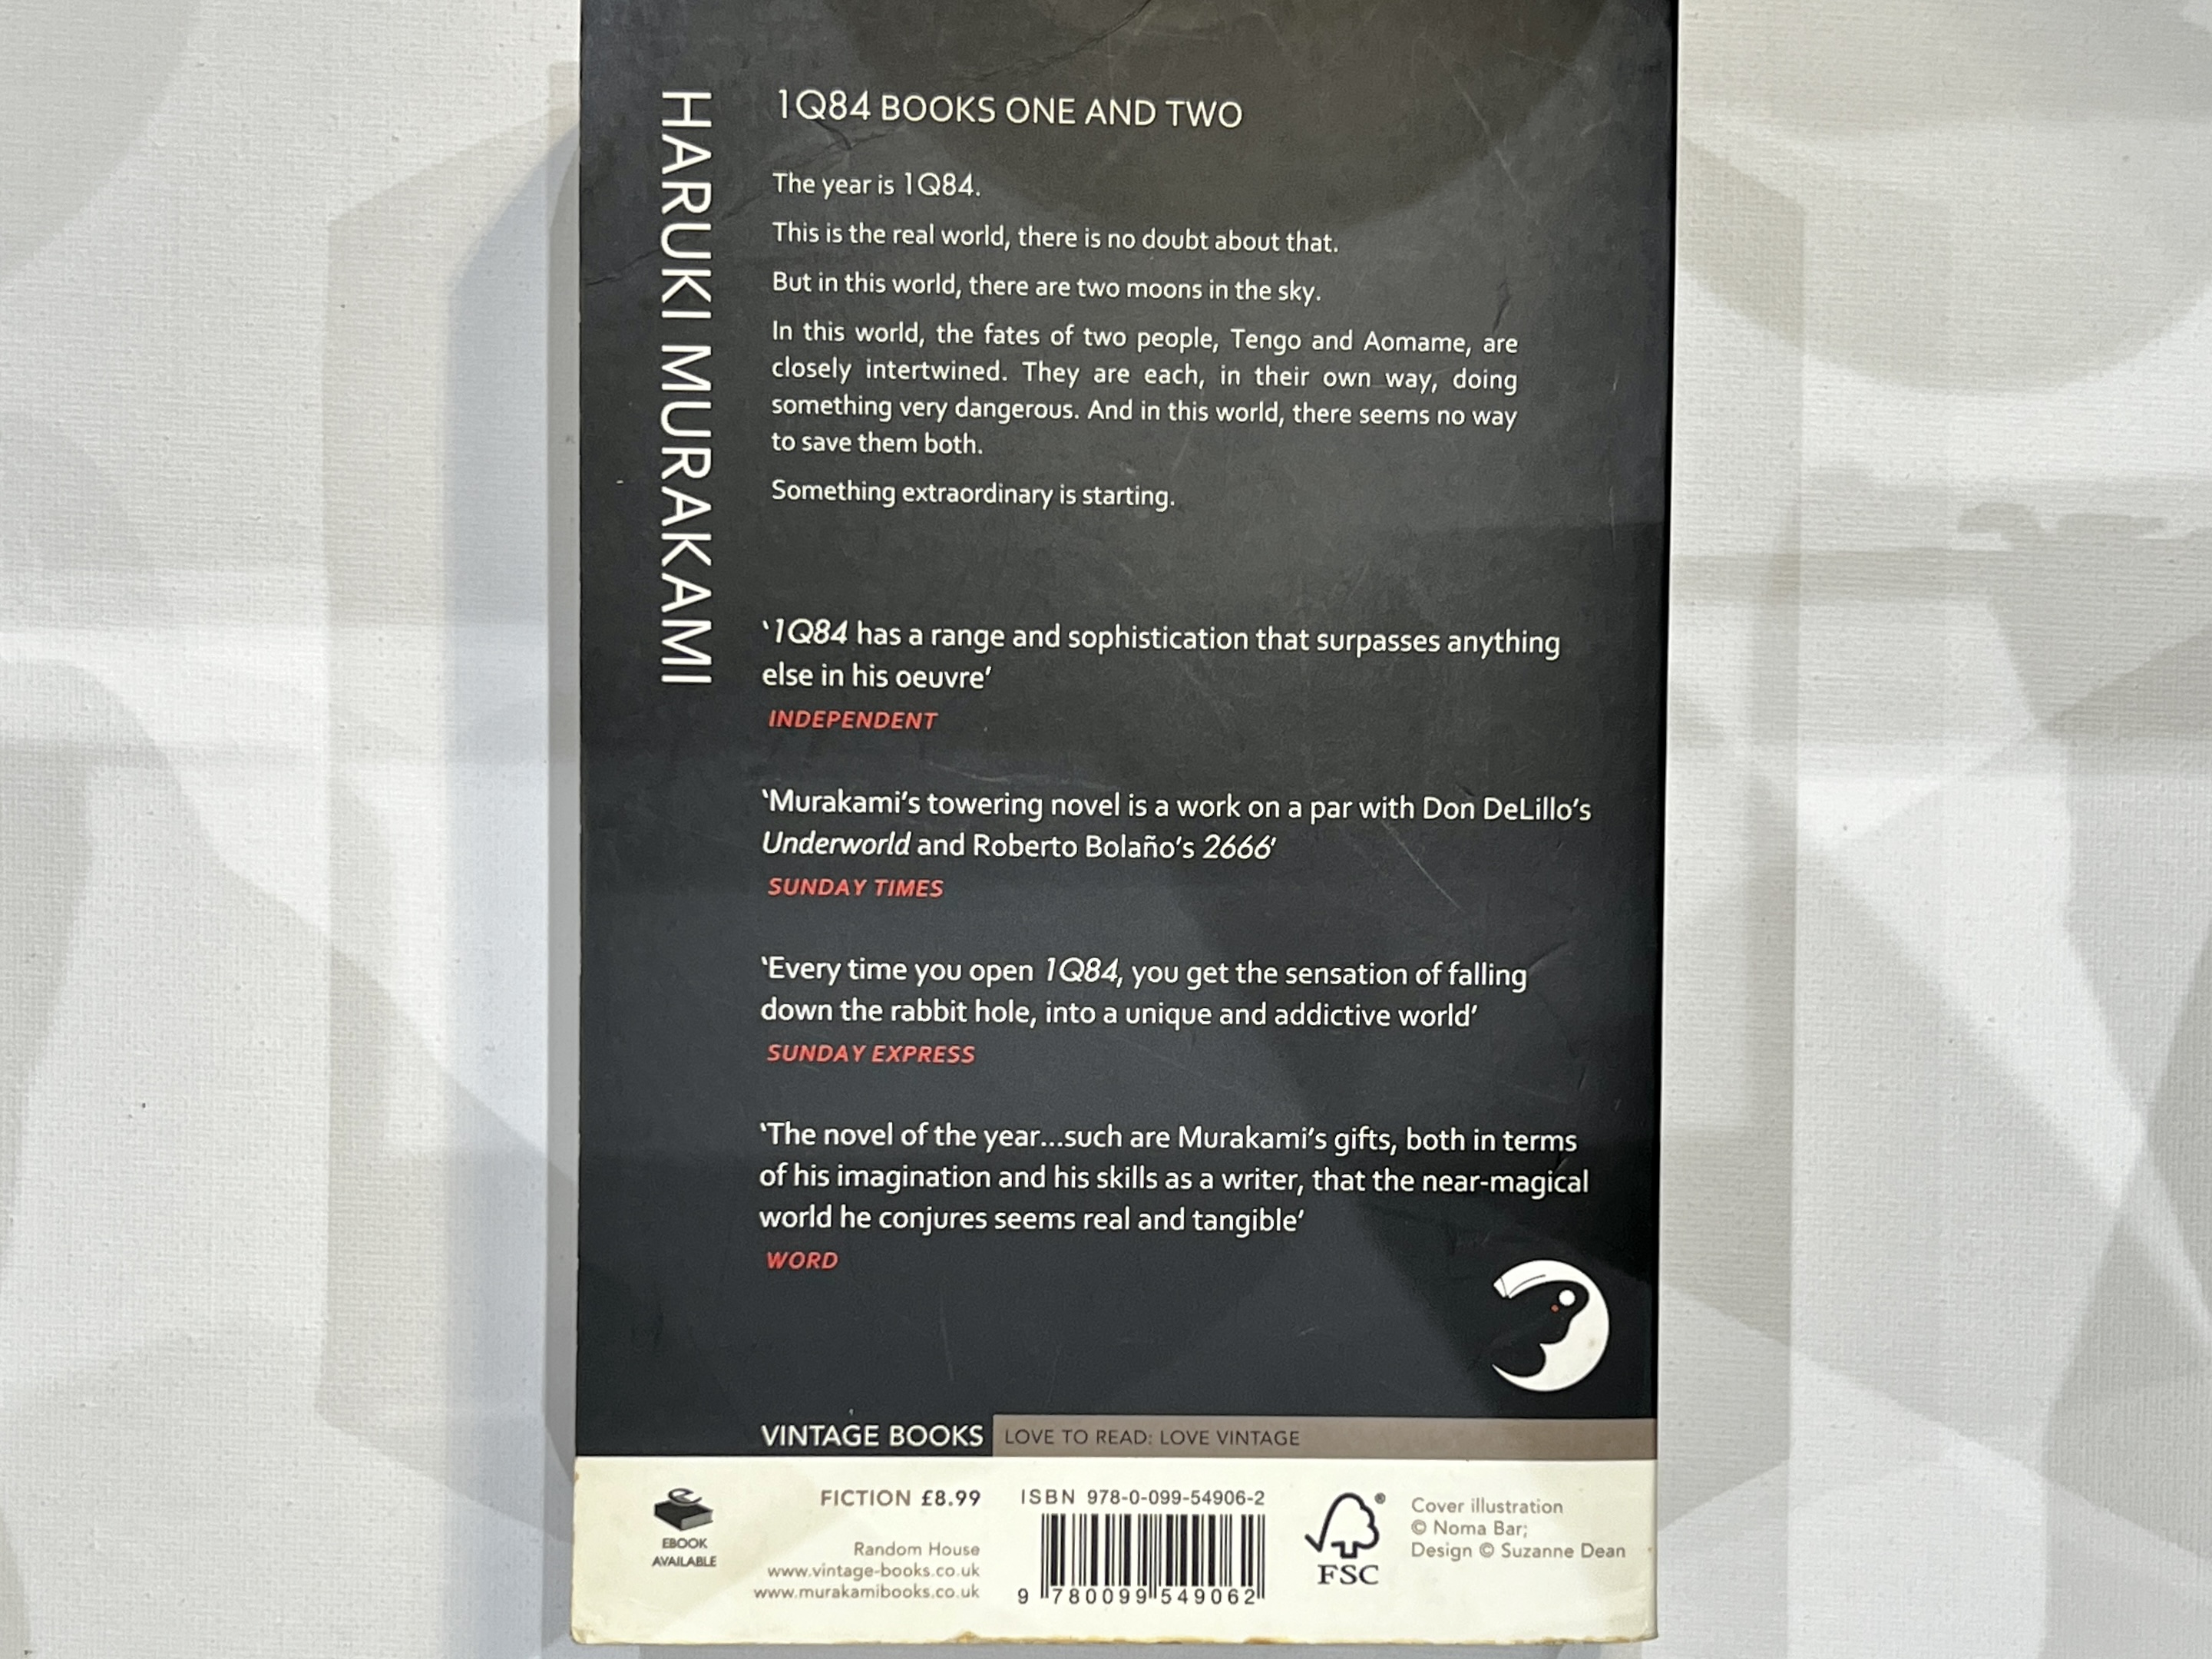 HARUKI MURAKAMI
1Q84 BOOKS ONE AND TWO
The year is 1Q84.
This is the real world, there is no doubt about that.
But in this world, there are two moons in the sky.
In this world, the fates of two people, Tengo and Aomame, are
closely intertwined. They are each, in their own way, doing
something very dangerous. And in this world, there seems no way
to save them both.
Something extraordinary is starting.
‘1Q84 has a range and sophistication that surpasses anything
else in his oeuvre’
INDEPENDENT
‘Murakami’s towering novel is a work on a par with Don DeLillo’s
Underworld and Roberto Bolaño’s 2666’
SUNDAY TIMES
‘Every time you open 1Q84, you get the sensation of falling
down the rabbit hole, into a unique and addictive world’
SUNDAY EXPRESS
‘The novel of the year...such are Murakami’s gifts, both in terms
of his imagination and his skills as a writer, that the near-magical
world he conjures seems real and tangible’
WORD
VINTAGE BOOKS LOVE TO READ: LOVE VINTAGE
EBOOK
AVAILABLE
FICTION £8.99
Random House
www.vintage-books.co.uk
www.murakamibooks.co.uk
ISBN 978-0-099-54906-2
9 780099 549062
®
FSC
Cover illustration
© Noma Bar;
Design © Suzanne Dean